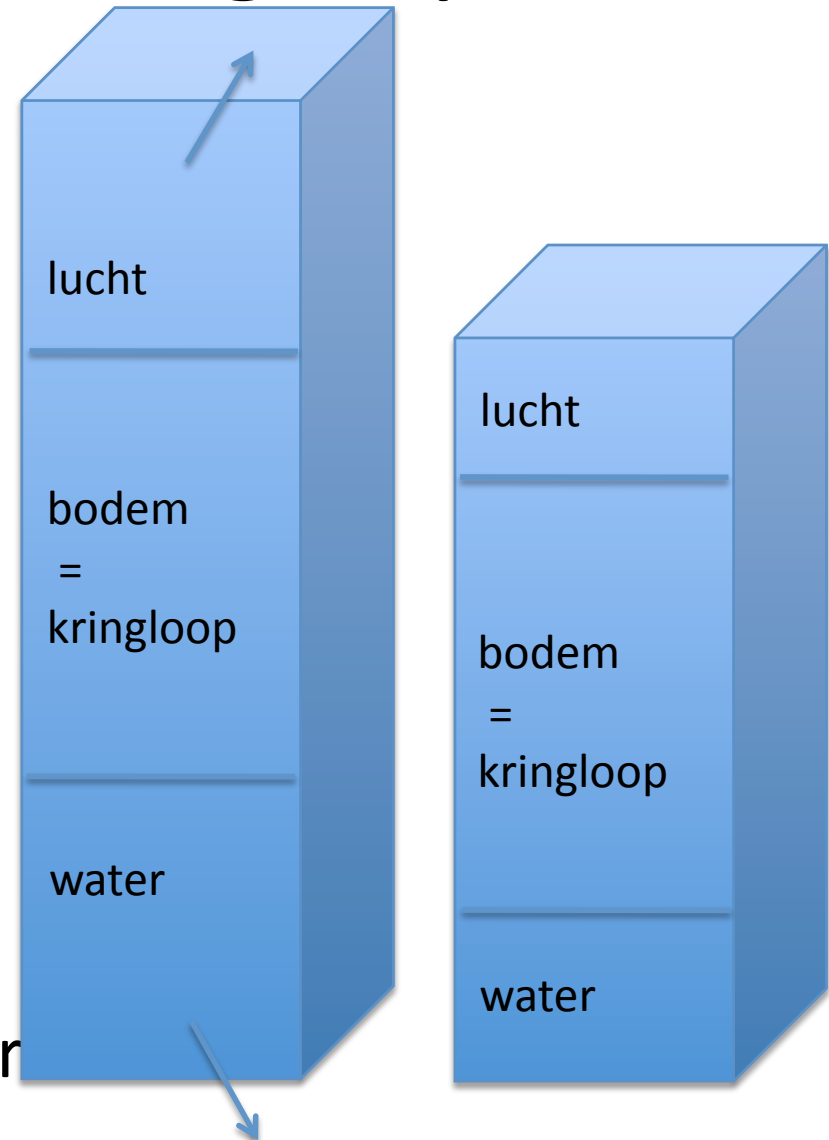 lucht
bodem
=
kringloop
water
lucht
bodem
=
kringloop
water